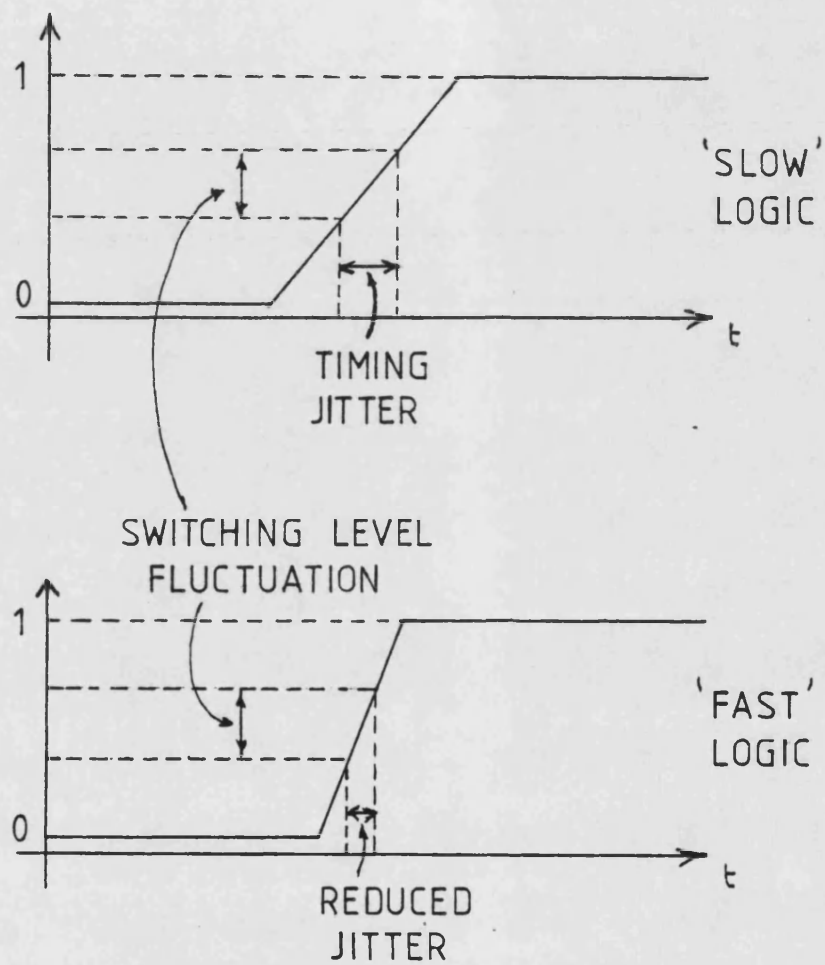 1
'SLOW'
LOGIC
0
t
TIMING
JITTER
SWITCHING LEVEL
FLUCTUATION
1
'FAST'
LOGIC
0
t
REDUCED
JITTER